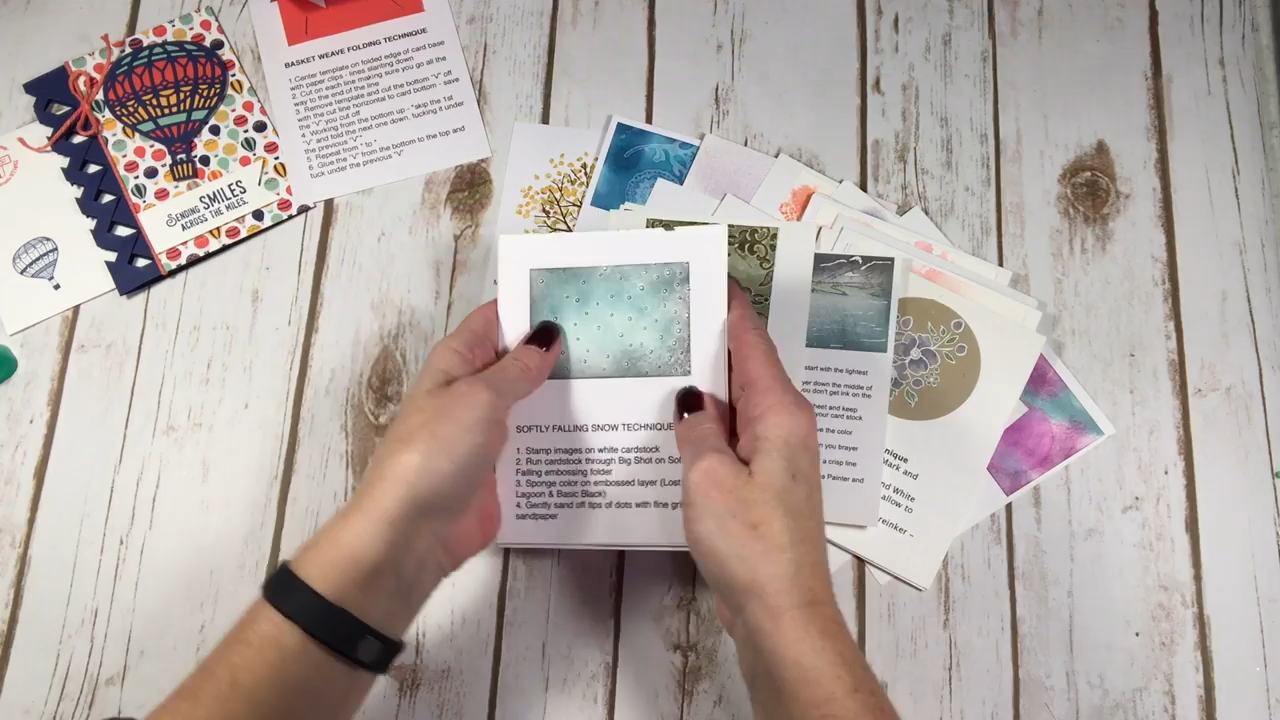 BASKET WEAVE FOLDING TECHNIQUE
1.Center template on folded edge of card base
with paper clips - lines slanting down
2. Cut on each line making sure you go all the
way to the end of the line
3. Remove template and cut the bottom "V" off
with the cut line horizontal to card bottom - save
the "V" you cut off
4. Working from the bottom up - *skip the 1st
"V" and fold the next one down, tucking it under
the previous "V"*
5. Repeat from * to *
6. Glue the "V" from the bottom to the top and
tuck under the previous "V"
SENDING SMILES
ACROSS THE MILES.
SOFTLY FALLING SNOW TECHNIQUE
1. Stamp images on white cardstock
2. Run cardstock through Big Shot on
Falling embossing folder
3. Sponge color on embossed layer (Lost
Lagoon & Basic Black)
4. Gently sand off tips of dots with fine
sandpaper
start with the lightest
down the middle of
you don't get ink on the
and keep
your card stock
the color
you brayer
a crisp line
Painter and
Mark and
and White
allow to
reinker –